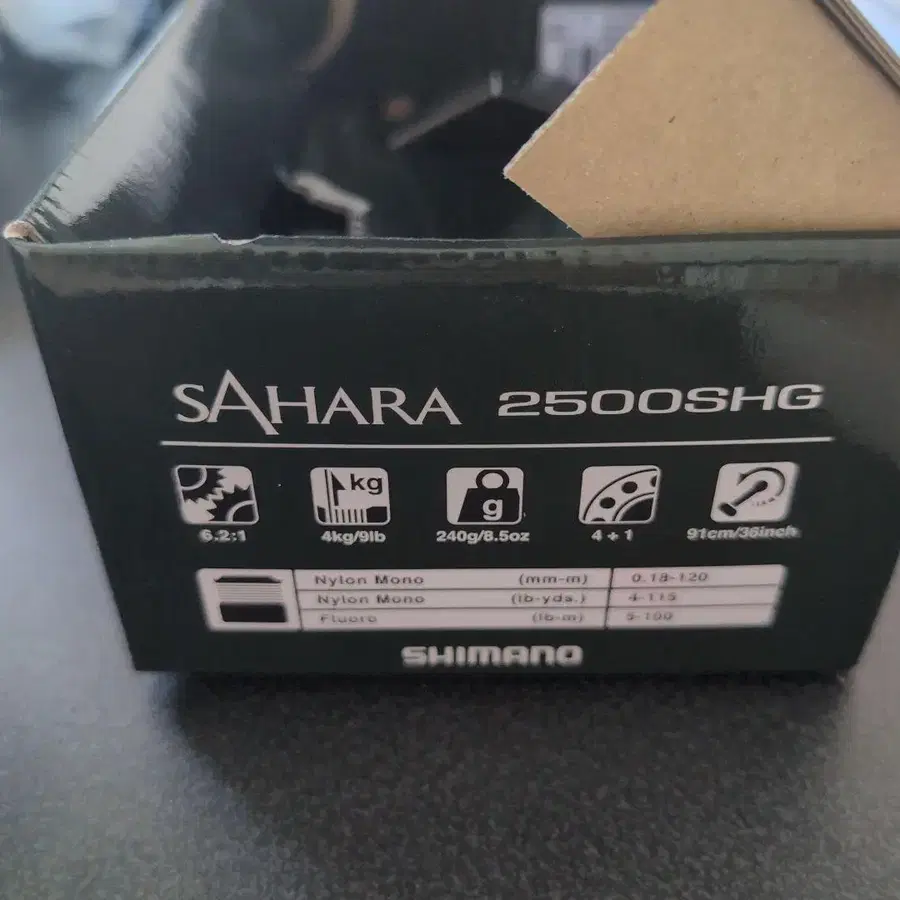 SAHARA 2500SHG
kg
g
6.2:1 4kg/9lb 240g/8.5oz 4+1 91cm/36inch
Nylon Mono (mm-m) 0.18-120
Nylon Mono (lb-yds.) 4-115
Fluoro (lb-m) 5-100
SHIMANO